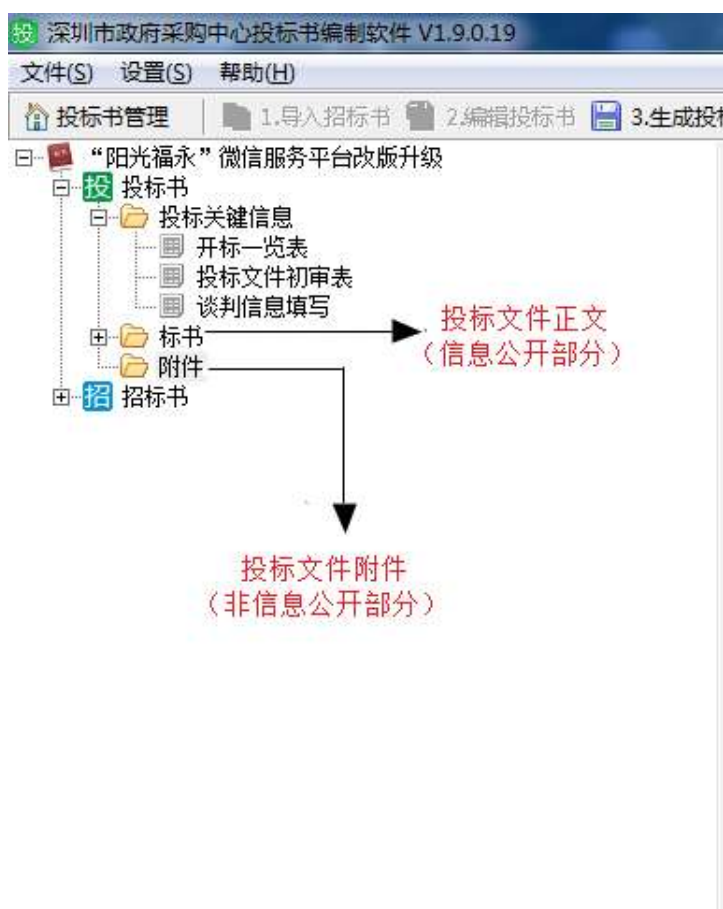 投 深圳市政府采购中心投标书编制软件 V1.9.0.19
文件(S) 设置(S) 帮助(H)
投标书管理 1.导入招标书 2.编辑投标书 3.生成投标
“阳光福永”微信服务平台改版升级
投 投标书
投标关键信息
开标一览表
投标文件初审表
谈判信息填写
标书
投标文件正文
（信息公开部分）
附件
招 招标书
投标文件附件
（非信息公开部分）